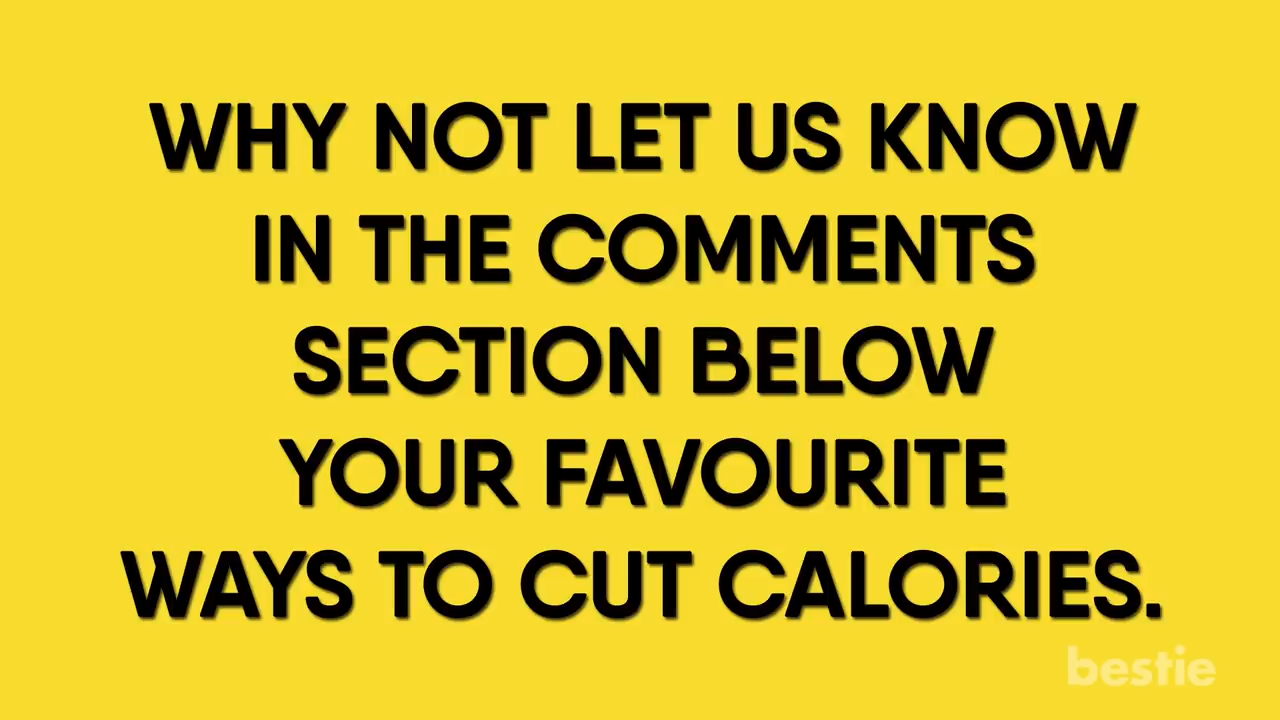 WHY NOT LET US KNOW
IN THE COMMENTS
SECTION BELOW
YOUR FAVOURITE
WAYS TO CUT CALORIES.
bestie